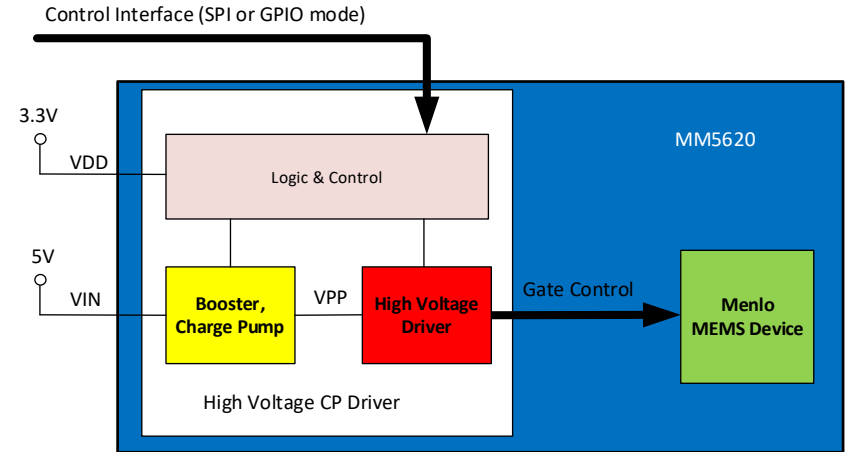 Control Interface (SPI or GPIO mode)
3.3V
VDD
MM5620
Logic & Control
5V
VIN
Booster,
Charge Pump
VPP
High Voltage
Driver
Gate Control
Menlo
MEMS Device
High Voltage CP Driver